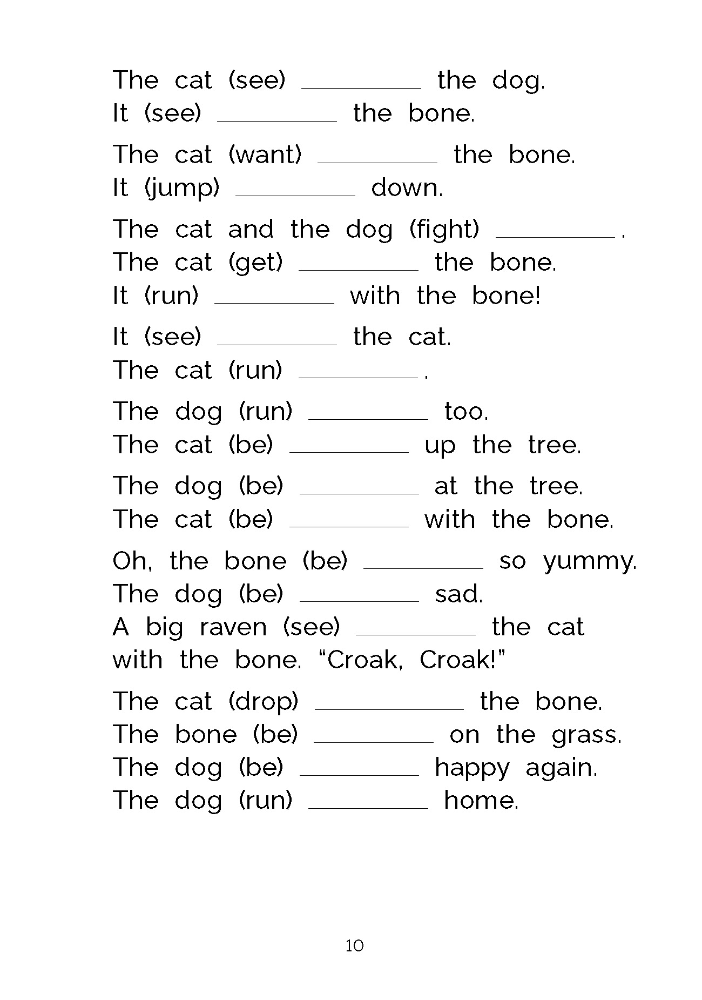 The cat (see) __________ the dog.
It (see) __________ the bone.
The cat (want) __________ the bone.
It (jump) __________ down.
The cat and the dog (fight) __________ .
The cat (get) __________ the bone.
It (run) __________ with the bone!
It (see) __________ the cat.
The cat (run) __________ .
The dog (run) __________ too.
The cat (be) __________ up the tree.
The dog (be) __________ at the tree.
The cat (be) __________ with the bone.
Oh, the bone (be) __________ so yummy.
The dog (be) __________ sad.
A big raven (see) __________ the cat
with the bone. “Croak, Croak!”
The cat (drop) ____________ the bone.
The bone (be) __________ on the grass.
The dog (be) __________ happy again.
The dog (run) __________ home.
10